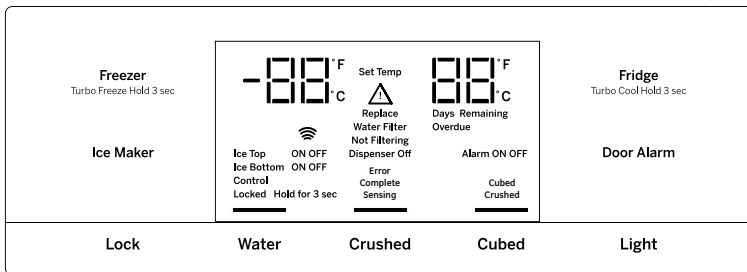 Freezer
Turbo Freeze Hold 3 sec
Ice Maker
-88 °F °C
Set Temp
88 °F °C
Replace
Water Filter
Not Filtering
Dispenser Off
Days Remaining
Overdue
Ice Top ON OFF
Ice Bottom ON OFF
Control
Locked Hold for 3 sec
Error
Complete
Sensing
Alarm ON OFF
Cubed
Crushed
Fridge
Turbo Cool Hold 3 sec
Door Alarm
Lock Water Crushed Cubed Light